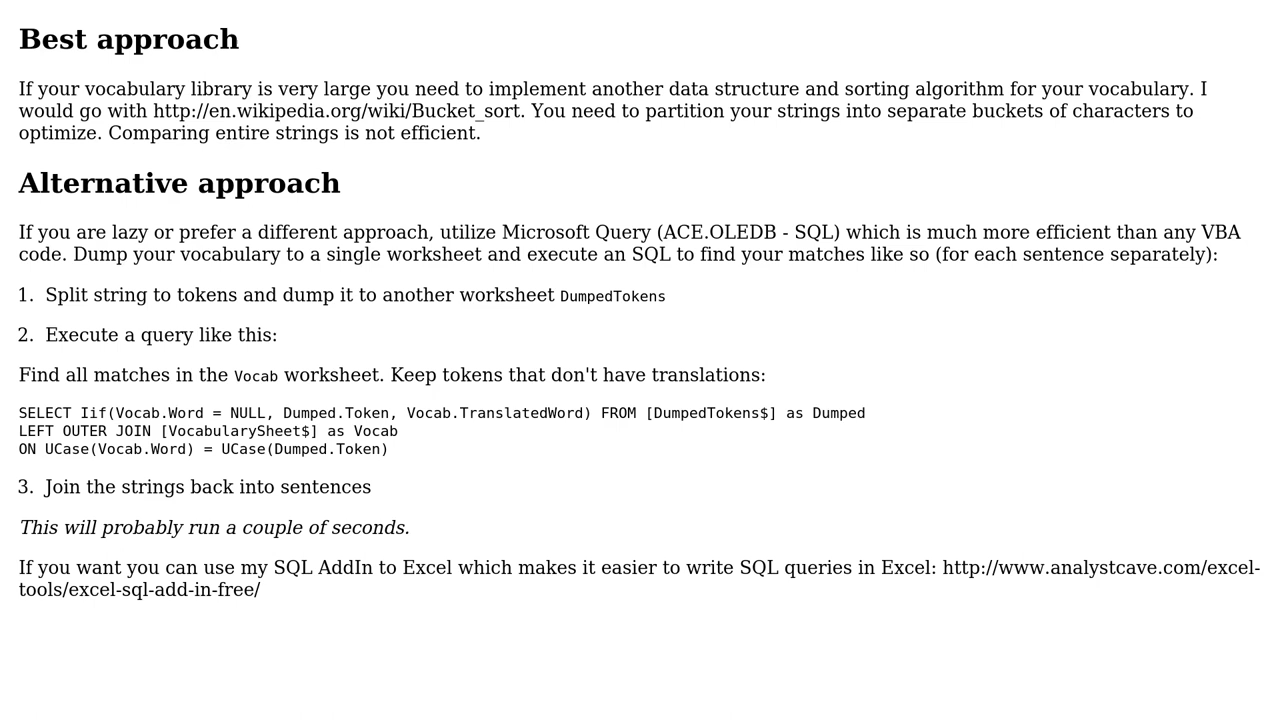 Best approach
If your vocabulary library is very large you need to implement another data structure and sorting algorithm for your vocabulary. I
would go with http://en.wikipedia.org/wiki/Bucket_sort. You need to partition your strings into separate buckets of characters to
optimize. Comparing entire strings is not efficient.
Alternative approach
If you are lazy or prefer a different approach, utilize Microsoft Query (ACE.OLEDB - SQL) which is much more efficient than any VBA
code. Dump your vocabulary to a single worksheet and execute an SQL to find your matches like so (for each sentence separately):
1. Split string to tokens and dump it to another worksheet DumpedTokens
2. Execute a query like this:
Find all matches in the Vocab worksheet. Keep tokens that don't have translations:
SELECT Iif(Vocab.Word = NULL, Dumped.Token, Vocab.TranslatedWord) FROM [DumpedTokens$] as Dumped
LEFT OUTER JOIN [VocabularySheet$] as Vocab
ON UCase(Vocab.Word) = UCase(Dumped.Token)
3. Join the strings back into sentences
This will probably run a couple of seconds.
If you want you can use my SQL AddIn to Excel which makes it easier to write SQL queries in Excel: http://www.analystcave.com/excel-
tools/excel-sql-add-in-free/